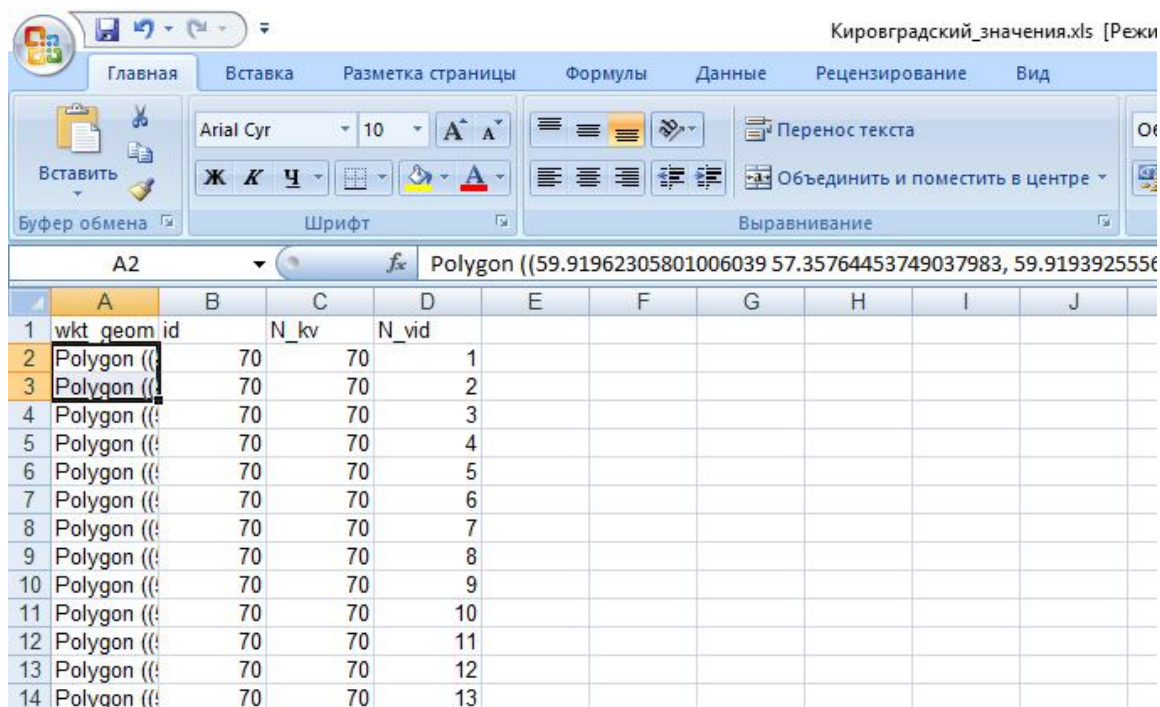 Кировградский_значения.xls [Режи
Главная Вставка Разметка страницы Формулы Данные Рецензирование Вид
Arial Cyr 10 A A Перенос текста
Вставить Ж К Ч A Объединить и поместить в центре
Буфер обмена Шрифт Выравнивание
A2 fx Polygon ((59.91962305801006039 57.35764453749037983, 59.9193925556
A B C D E F G H I J
1 wkt_geom id N_kv N_vid
2 Polygon (( 70 70 1
3 Polygon (( 70 70 2
4 Polygon (( 70 70 3
5 Polygon (( 70 70 4
6 Polygon (( 70 70 5
7 Polygon (( 70 70 6
8 Polygon (( 70 70 7
9 Polygon (( 70 70 8
10 Polygon (( 70 70 9
11 Polygon (( 70 70 10
12 Polygon (( 70 70 11
13 Polygon (( 70 70 12
14 Polygon (( 70 70 13